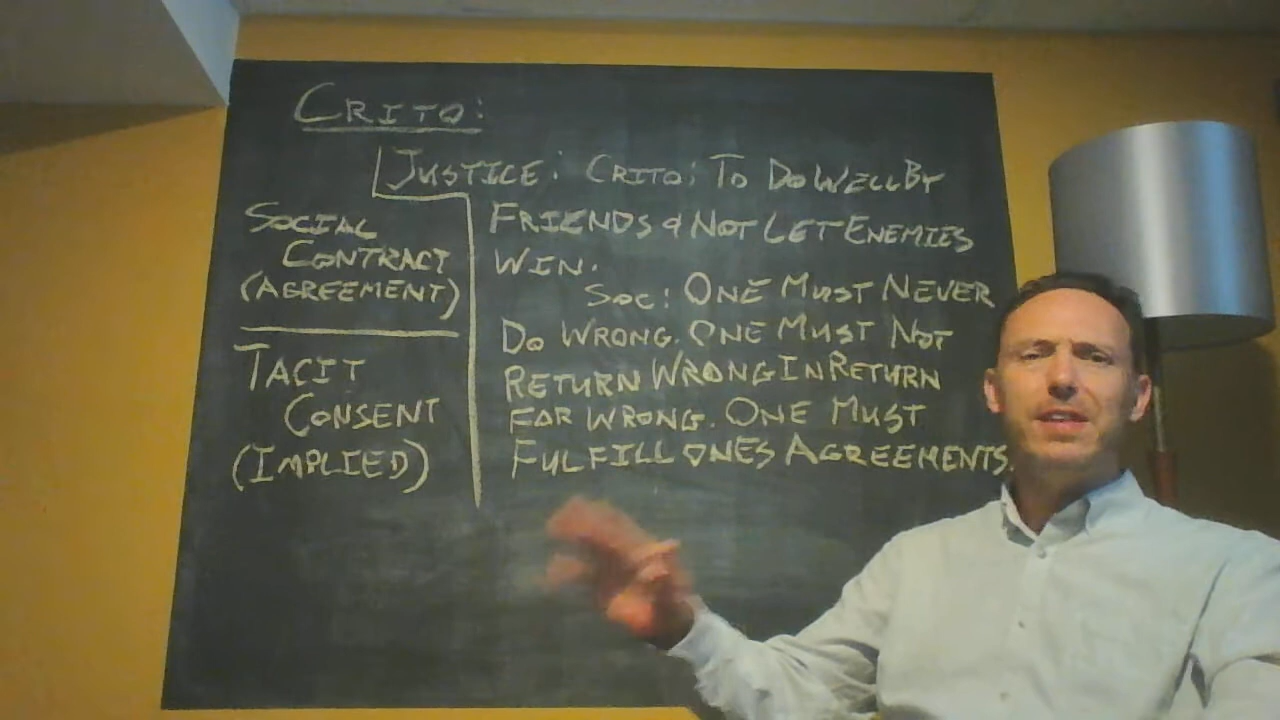 CRITO:
JUSTICE: CRITO: TO DO WELL BY
FRIENDS & NOT LET ENEMIES
WIN.
SOC: ONE MUST NEVER
DO WRONG. ONE MUST NOT
RETURN WRONG IN RETURN
FOR WRONG. ONE MUST
FULFILL ONES AGREEMENTS.
SOCIAL
CONTRACT
(AGREEMENT)
TACIT
CONSENT
(IMPLIED)